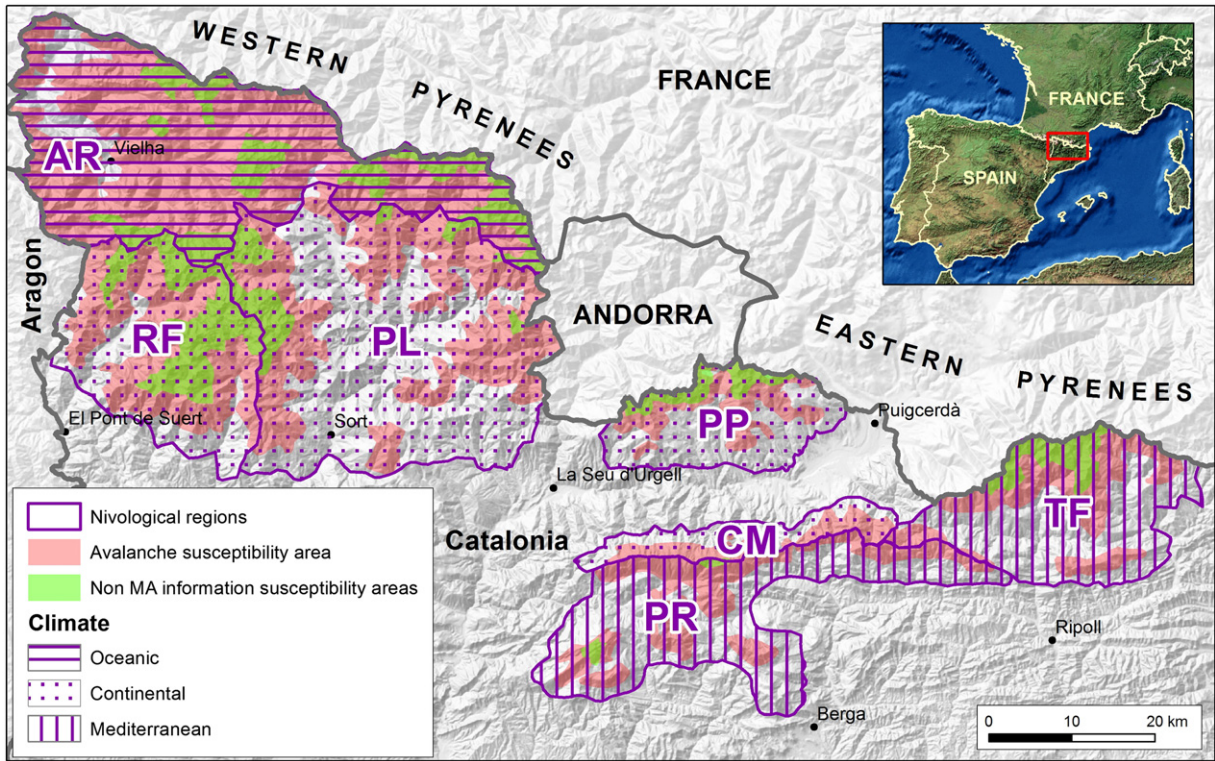 WESTERN
PYRENEES
FRANCE
FRANCE
SPAIN
AR
Vielha
Aragon
RF
PL
ANDORRA
EASTERN
PYRENEES
El Pont de Suert
Sort
PP
Puigcerdà
La Seu d'Urgell
TF
Catalonia
CM
PR
Ripoll
Berga
Nivological regions
Avalanche susceptibility area
Non MA information susceptibility areas
Climate
Oceanic
Continental
Mediterranean
0 10 20 km